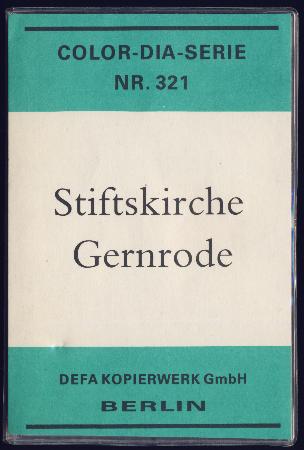 COLOR-DIA-SERIE
NR. 321
Stiftskirche
Gernrode
DEFA KOPIERWERK GmbH
BERLIN